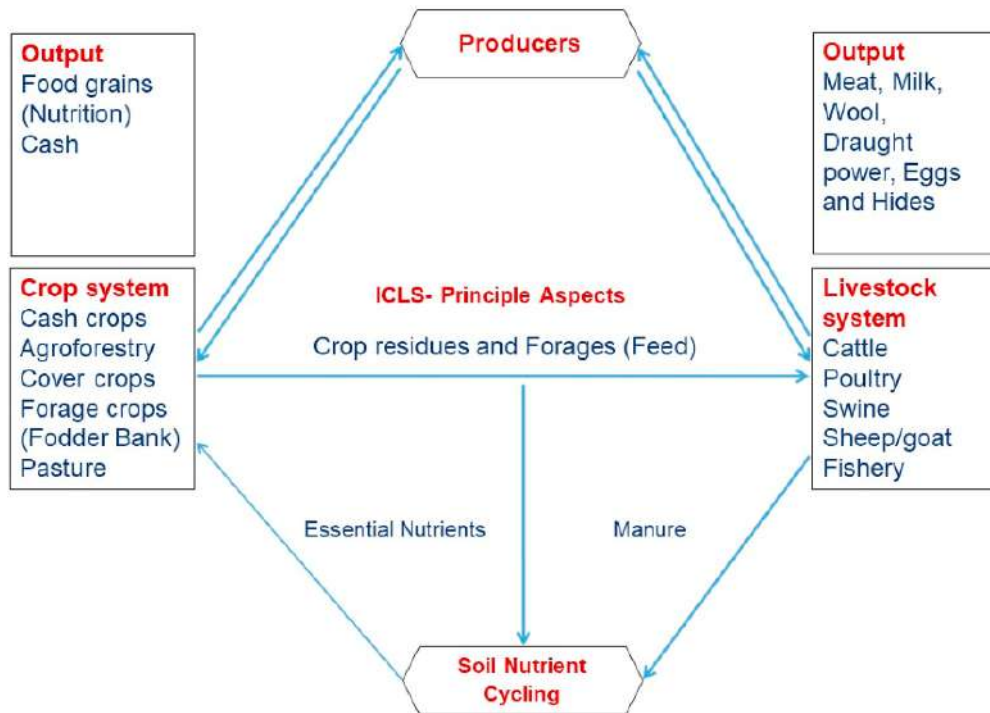 Producers
Output
Food grains
(Nutrition)
Cash
Output
Meat, Milk,
Wool,
Draught
power, Eggs
and Hides
Crop system
Cash crops
Agroforestry
Cover crops
Forage crops
(Fodder Bank)
Pasture
ICLS- Principle Aspects
Crop residues and Forages (Feed)
Livestock
system
Cattle
Poultry
Swine
Sheep/goat
Fishery
Essential Nutrients
Manure
Soil Nutrient
Cycling